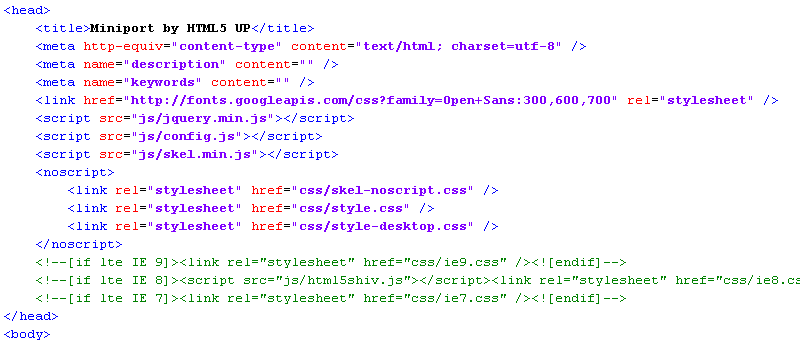 <head>
<title>Miniport by HTML5 UP</title>
<meta http-equiv="content-type" content="text/html; charset=utf-8" />
<meta name="description" content="" />
<meta name="keywords" content="" />
<link href="http://fonts.googleapis.com/css?family=Open+Sans:300,600,700" rel="stylesheet" />
<script src="js/jquery.min.js"></script>
<script src="js/config.js"></script>
<script src="js/skel.min.js"></script>
<noscript>
<link rel="stylesheet" href="css/skel-noscript.css" />
<link rel="stylesheet" href="css/style.css" />
<link rel="stylesheet" href="css/style-desktop.css" />
</noscript>
<!--[if lte IE 9]><link rel="stylesheet" href="css/ie9.css" /><![endif]-->
<!--[if lte IE 8]><script src="js/html5shiv.js"></script><link rel="stylesheet" href="css/ie8.cs
<!--[if lte IE 7]><link rel="stylesheet" href="css/ie7.css" /><![endif]-->
</head>
<body>